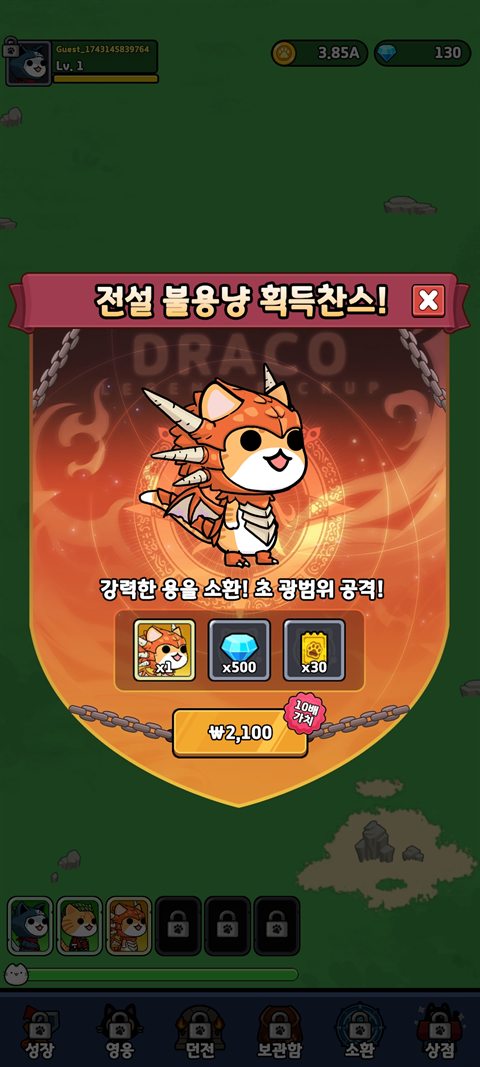 Guest_1743145839764
Lv. 1
3.85A
130
전설 불용냥 획득찬스!
DRACO
LEGEND PICKUP
강력한 용을 소환! 초 광범위 공격!
x1
x500
x30
10배
가치
₩2,100
성장
영웅
던전
보관함
소환
상점